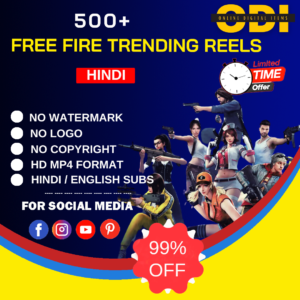 500+
ODI
ONLINE DIGITAL ITEMS
FREE FIRE TRENDING REELS
HINDI
Limited
TIME
Offer
NO WATERMARK
NO LOGO
NO COPYRIGHT
HD MP4 FORMAT
HINDI / ENGLISH SUBS
FOR SOCIAL MEDIA
99%
OFF